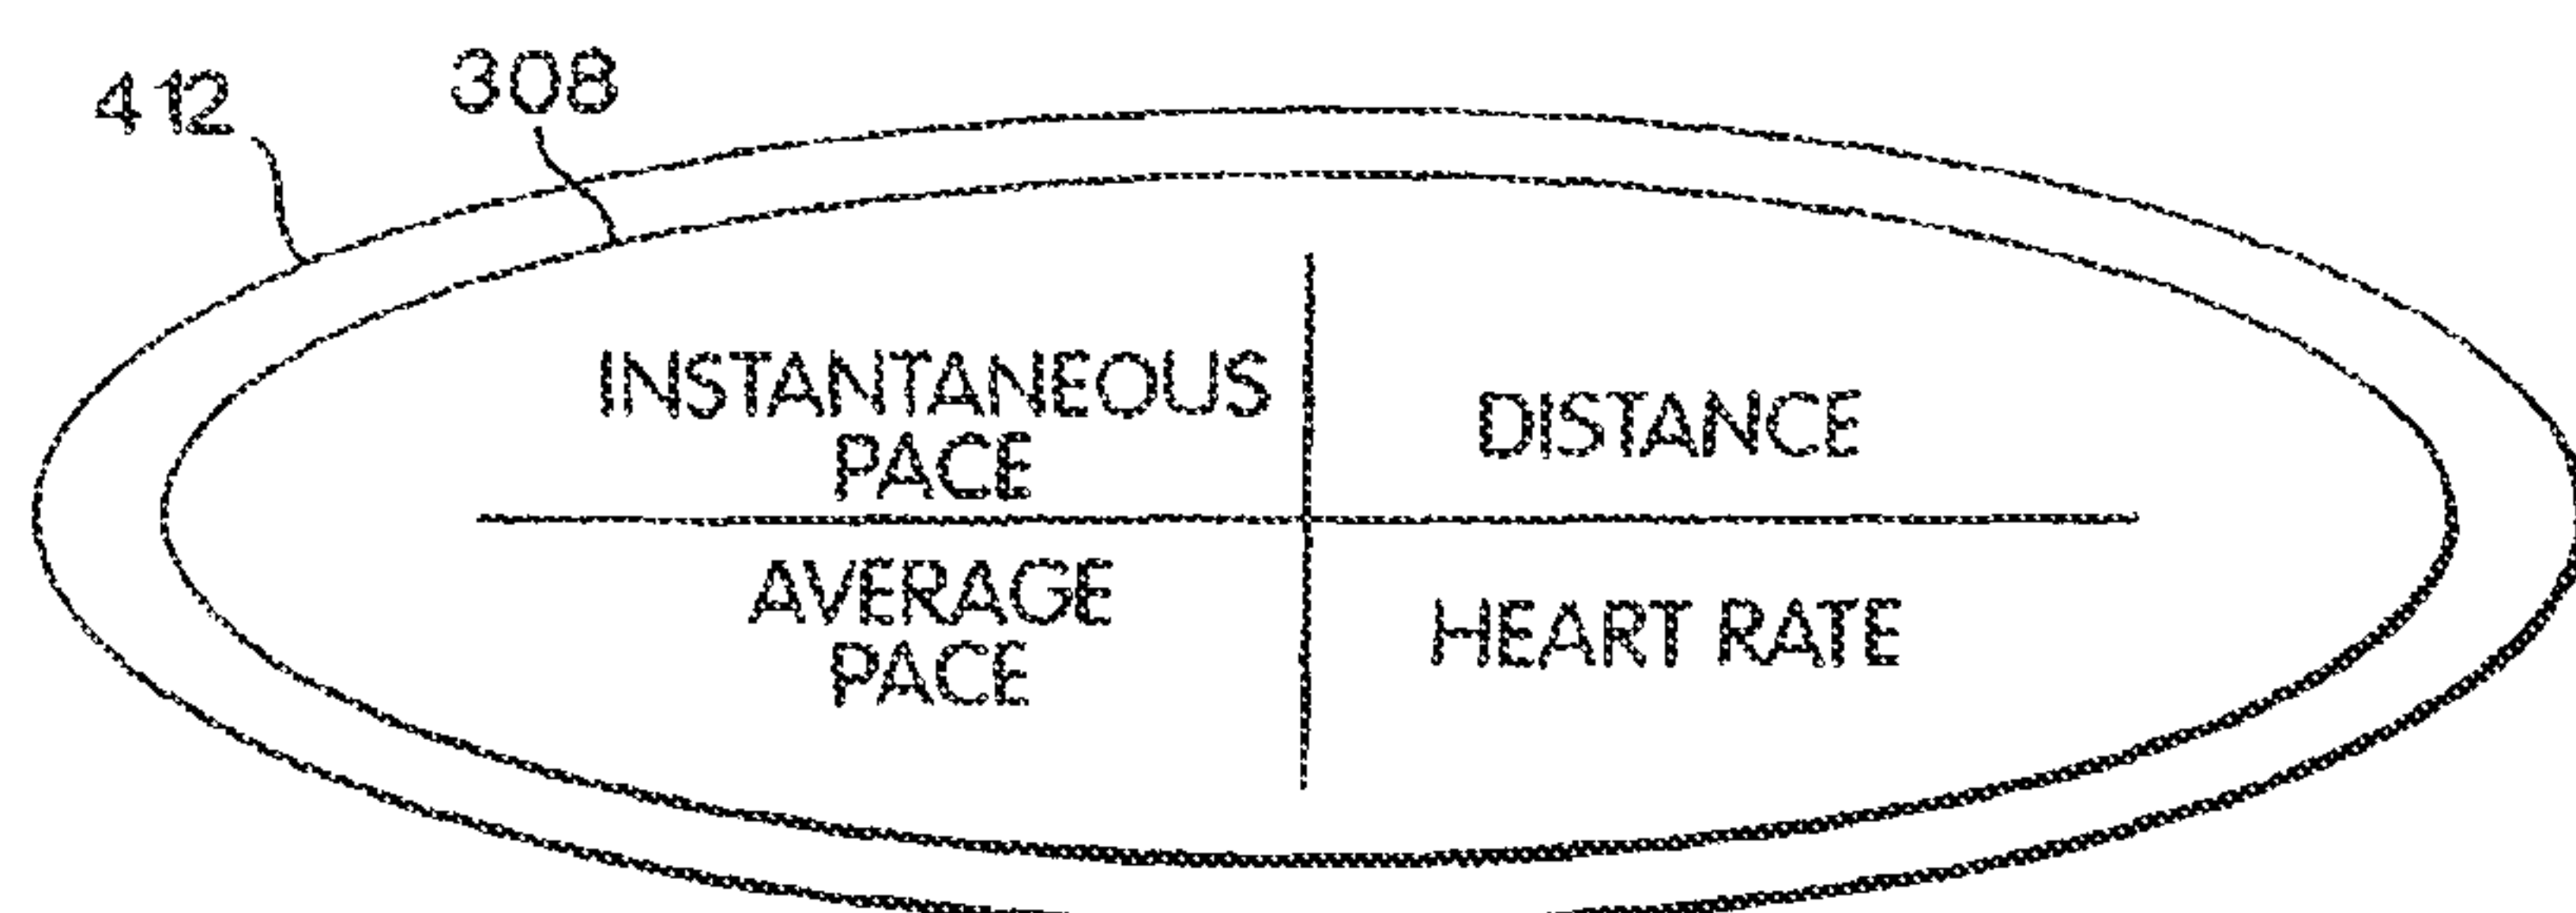 412
308
INSTANTANEOUS
PACE
DISTANCE
AVERAGE
PACE
HEART RATE